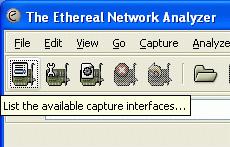 The Ethereal Network Analyzer
File Edit View Go Capture Analyze
List the available capture interfaces...